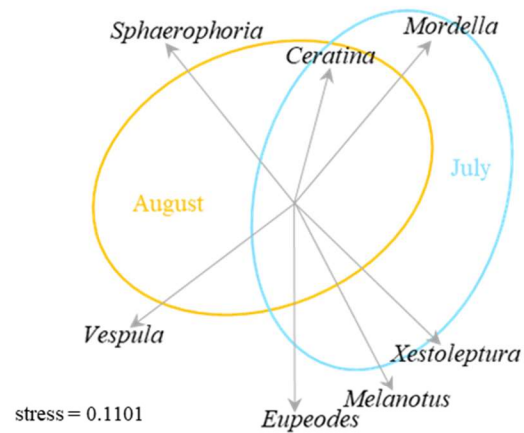 Sphaerophoria
Mordella
Ceratina
July
August
Vespula
Xestoleptura
Melanotus
Eupeodes
stress = 0.1101